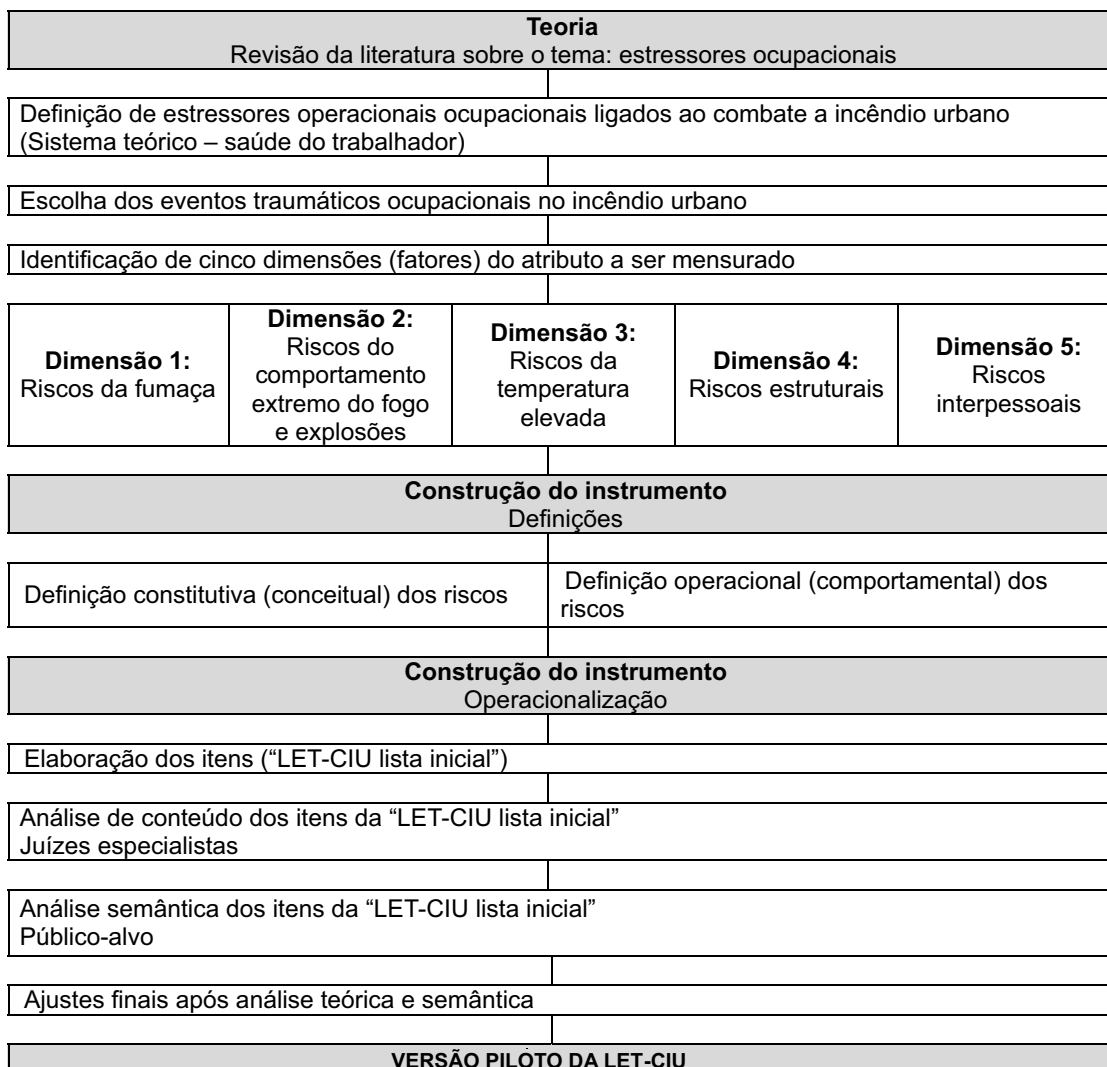 Teoria
Revisão da literatura sobre o tema: estressores ocupacionais
Definição de estressores operacionais ocupacionais ligados ao combate a incêndio urbano
(Sistema teórico – saúde do trabalhador)
Escolha dos eventos traumáticos ocupacionais no incêndio urbano
Identificação de cinco dimensões (fatores) do atributo a ser mensurado
Dimensão 1:
Riscos da fumaça
Dimensão 2:
Riscos do
comportamento
extremo do fogo
e explosões
Dimensão 3:
Riscos da
temperatura
elevada
Dimensão 4:
Riscos estruturais
Dimensão 5:
Riscos
interpessoais
Construção do instrumento
Definições
Definição constitutiva (conceitual) dos riscos
Definição operacional (comportamental) dos
riscos
Construção do instrumento
Operacionalização
Elaboração dos itens (“LET-CIU lista inicial”)
Análise de conteúdo dos itens da “LET-CIU lista inicial”
Juízes especialistas
Análise semântica dos itens da “LET-CIU lista inicial”
Público-alvo
Ajustes finais após análise teórica e semântica
VERSÃO PILOTO DA LET-CIU